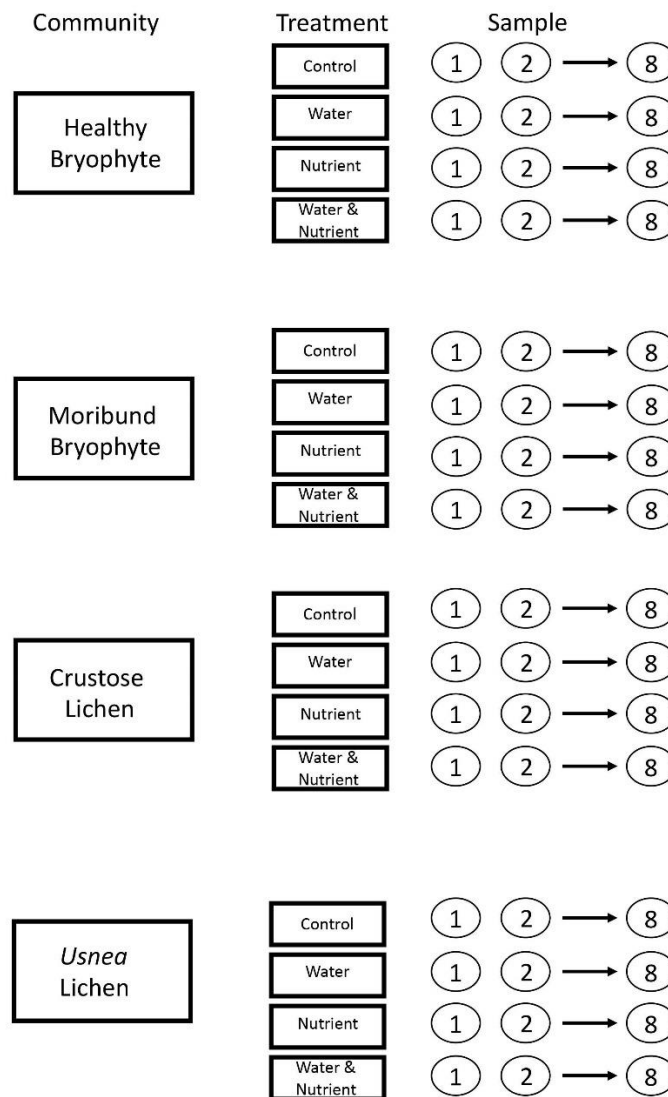 Community Treatment Sample
Healthy
Bryophyte
Control
1 2 8
Water
1 2 8
Nutrient
1 2 8
Water &
Nutrient
1 2 8
Moribund
Bryophyte
Control
1 2 8
Water
1 2 8
Nutrient
1 2 8
Water &
Nutrient
1 2 8
Crustose
Lichen
Control
1 2 8
Water
1 2 8
Nutrient
1 2 8
Water &
Nutrient
1 2 8
Usnea
Lichen
Control
1 2 8
Water
1 2 8
Nutrient
1 2 8
Water &
Nutrient
1 2 8